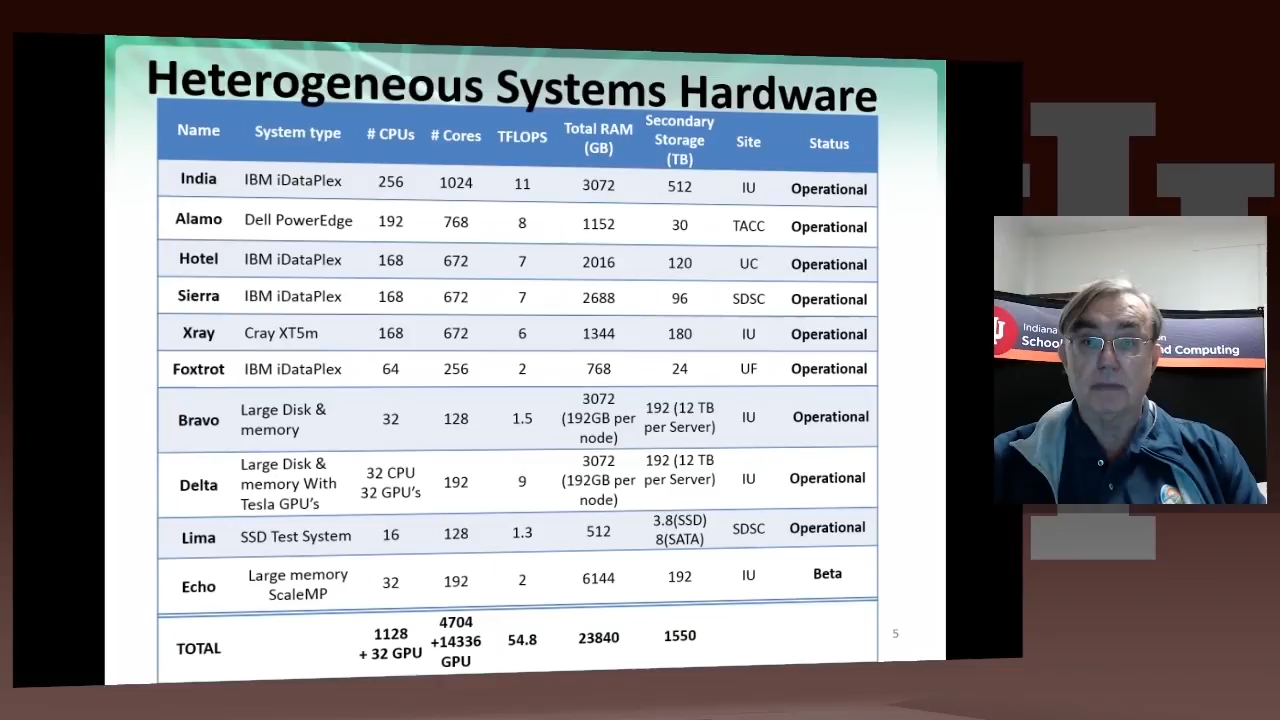 Heterogeneous Systems Hardware
Name System type # CPUs # Cores TFLOPS Total RAM (GB) Secondary Storage (TB) Site Status
India IBM iDataPlex 256 1024 11 3072 512 IU Operational
Alamo Dell PowerEdge 192 768 8 1152 30 TACC Operational
Hotel IBM iDataPlex 168 672 7 2016 120 UC Operational
Sierra IBM iDataPlex 168 672 7 2688 96 SDSC Operational
Xray Cray XT5m 168 672 6 1344 180 IU Operational
Foxtrot IBM iDataPlex 64 256 2 768 24 UF Operational
Bravo Large Disk & memory 32 128 1.5 3072 (192GB per node) 192 (12 TB per Server) IU Operational
Delta Large Disk & memory With Tesla GPU's 32 CPU 32 GPU's 192 9 3072 (192GB per node) 192 (12 TB per Server) IU Operational
Lima SSD Test System 16 128 1.3 512 3.8(SSD) 8(SATA) SDSC Operational
Echo Large memory ScaleMP 32 192 2 6144 192 IU Beta
TOTAL 1128 + 32 GPU 4704 +14336 GPU 54.8 23840 1550
5
Indiana
School
nd Computing